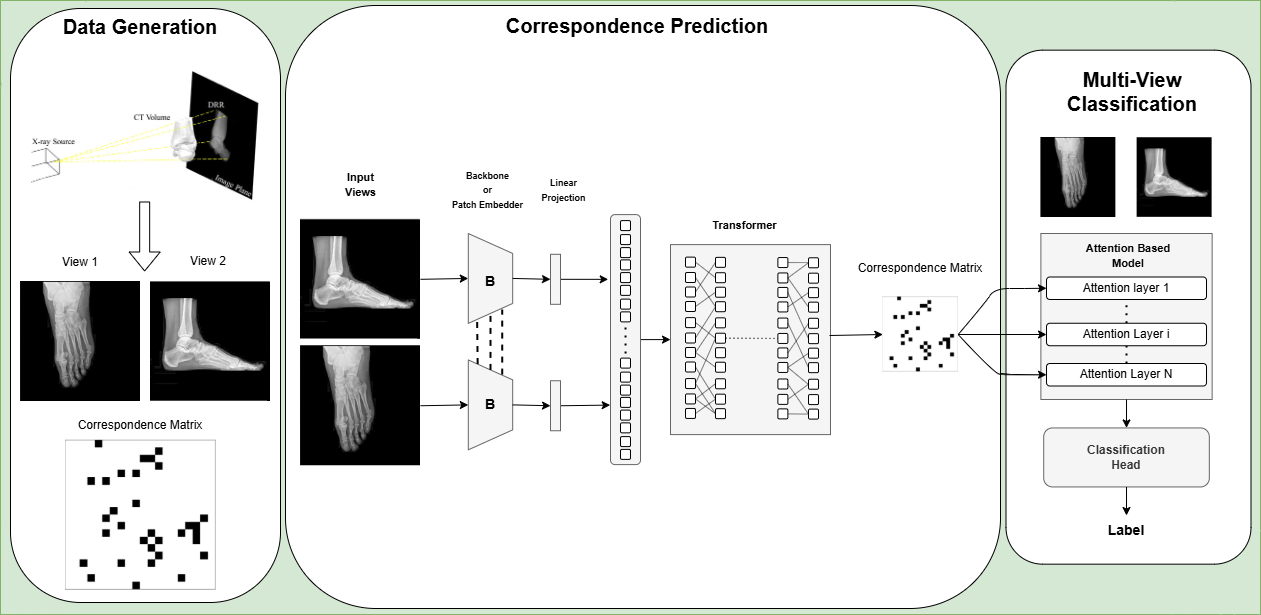 Data Generation
DRR
CT Volume
X-ray Source
Image Plane
View 1
View 2
Correspondence Matrix
Correspondence Prediction
Input
Views
Backbone
or
Patch Embedder
Linear
Projection
B
B
Transformer
Correspondence Matrix
Multi-View
Classification
Attention Based
Model
Attention layer 1
Attention Layer i
Attention Layer N
Classification
Head
Label